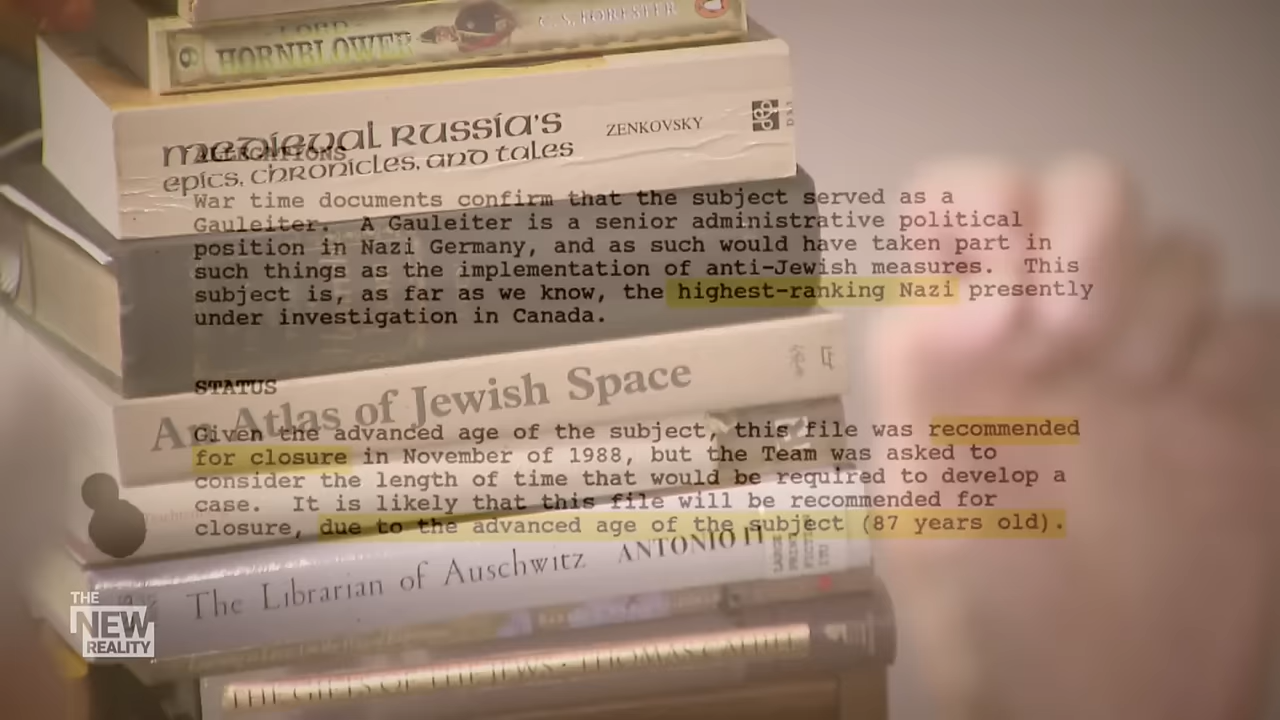 C. S. FORESTER
LORD
HORNBLOWER
medieval RUSSIA'S
ZENKOVSKY
epics, chronicles, and tales
ALLEGATIONS
War time documents confirm that the subject served as a
Gauleiter. A Gauleiter is a senior administrative political
position in Nazi Germany, and as such would have taken part in
such things as the implementation of anti-Jewish measures. This
subject is, as far as we know, the highest-ranking Nazi presently
under investigation in Canada.
STATUS
An Atlas of Jewish Space
Given the advanced age of the subject, this file was recommended
for closure in November of 1988, but the Team was asked to
consider the length of time that would be required to develop a
case. It is likely that this file will be recommended for
closure, due to the advanced age of the subject (87 years old).
The Librarian of Auschwitz
ANTONIO
LARGE
PRINT
FICTION
ITU
THE GIFTS OF THE JEWS • THOMAS CAHILL
THE
NEW
REALITY